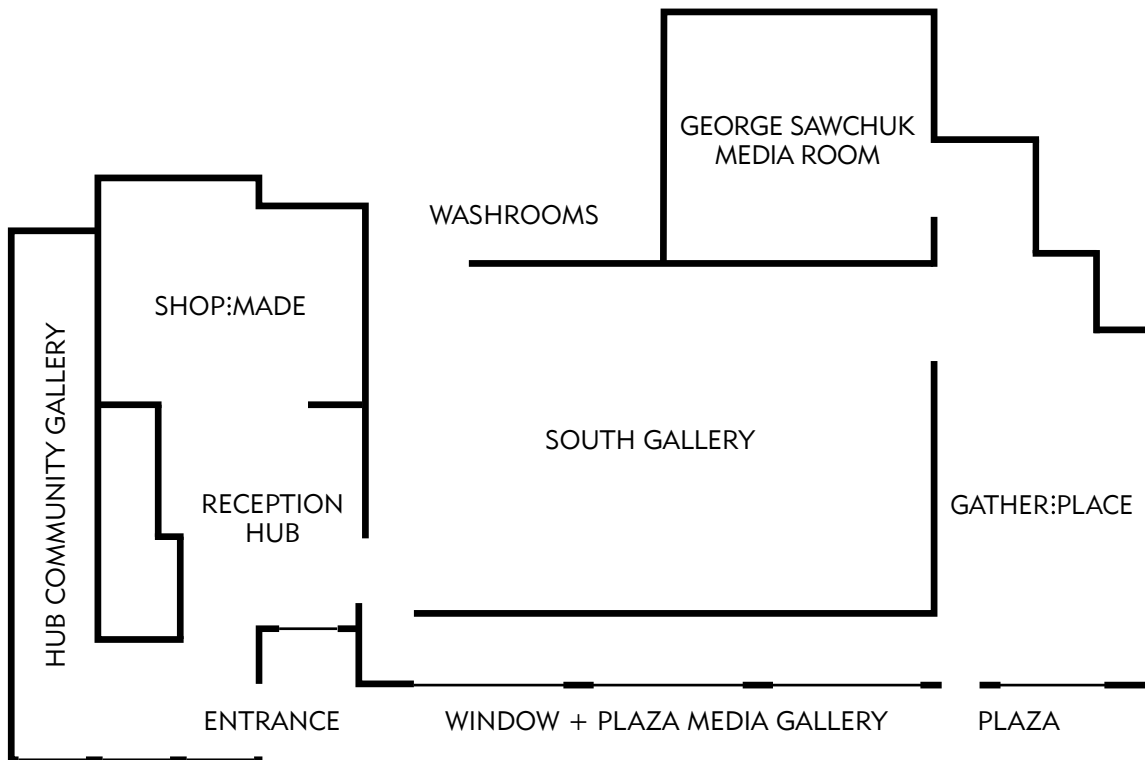 GEORGE SAWCHUK
MEDIA ROOM
WASHROOMS
SHOP⋮MADE
HUB COMMUNITY GALLERY
SOUTH GALLERY
RECEPTION
HUB
GATHER⋮PLACE
ENTRANCE
WINDOW + PLAZA MEDIA GALLERY
PLAZA